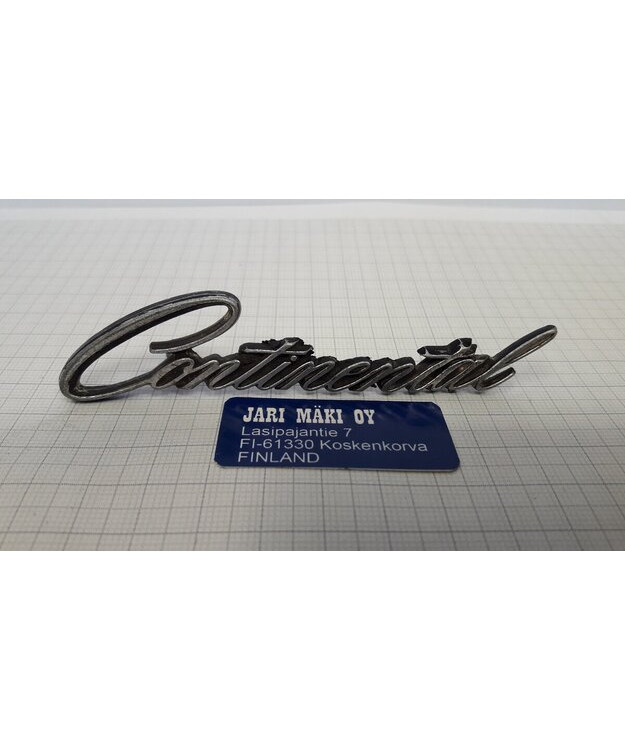 Continental
JARI MÄKI OY
Lasipajantie 7
FI-61330 Koskenkorva
FINLAND